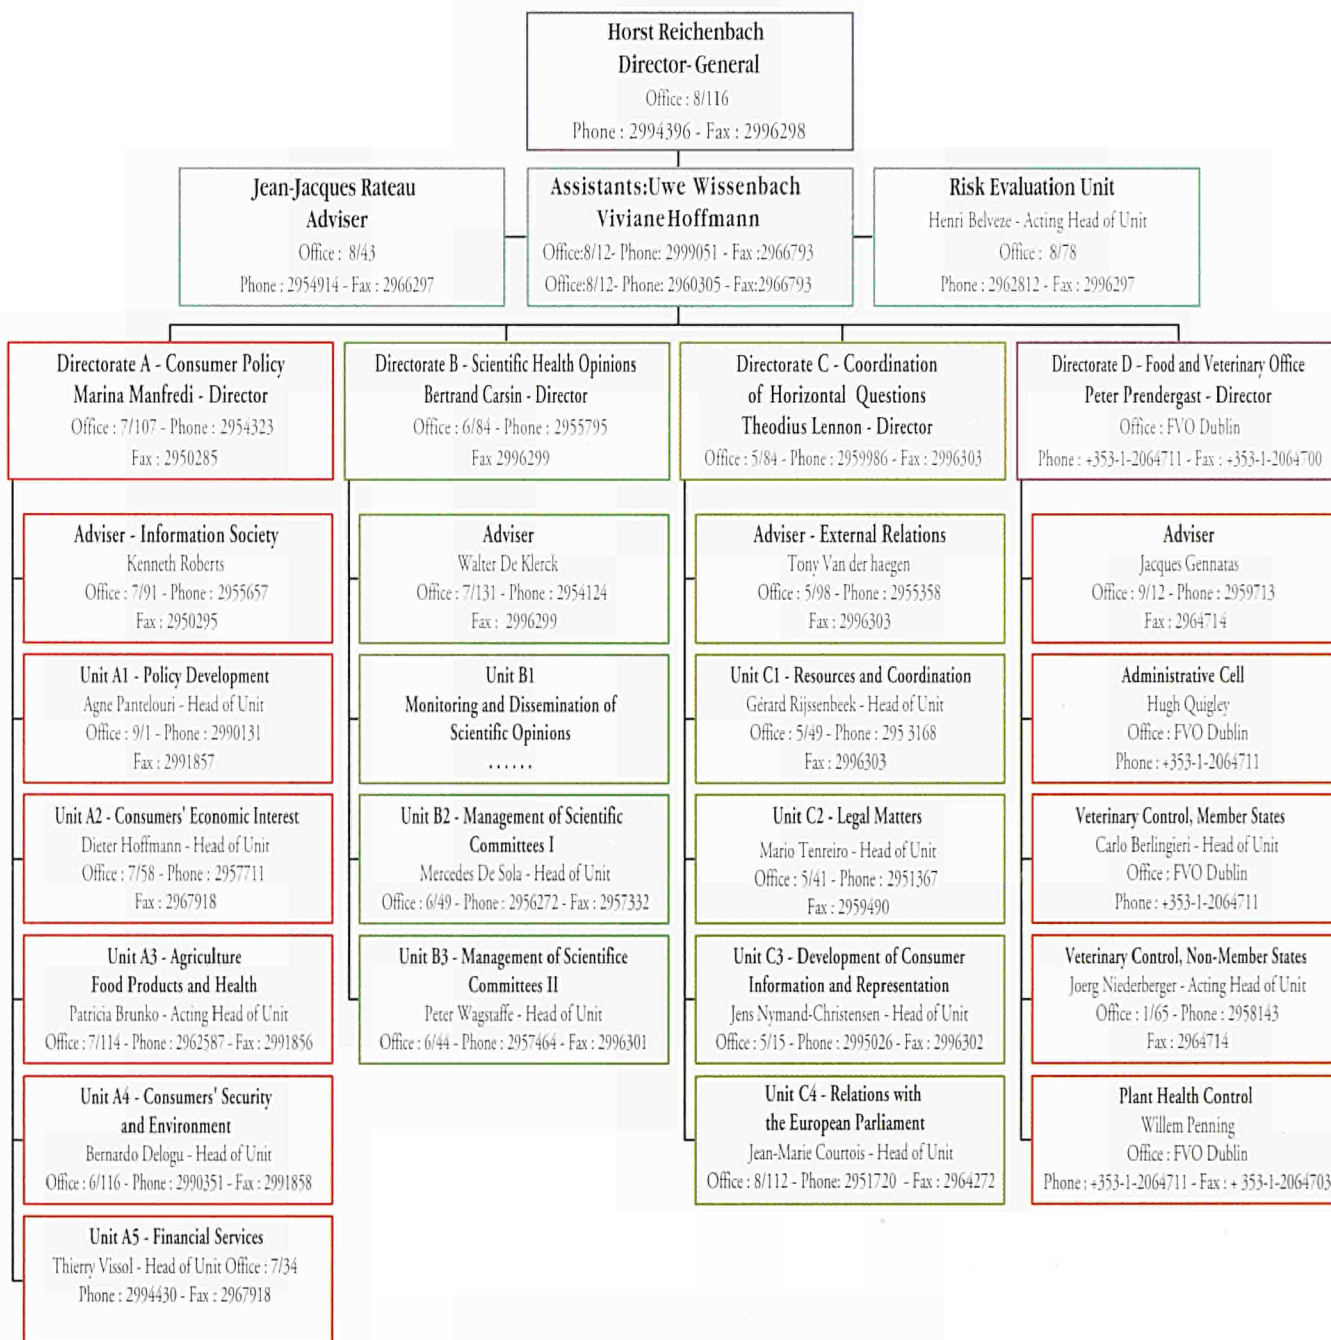 Horst Reichenbach
Director-General
Office : 8/116
Phone : 2994396 - Fax : 2996298
Jean-Jacques Rateau
Adviser
Office : 8/43
Phone : 2954914 - Fax : 2966297
Assistants:Uwe Wissenbach
Viviane Hoffmann
Office:8/12- Phone: 2999051 - Fax :2966793
Office:8/12- Phone: 2960305 - Fax:2966793
Risk Evaluation Unit
Henri Belveze - Acting Head of Unit
Office : 8/78
Phone : 2962812 - Fax : 2996297
Directorate A - Consumer Policy
Marina Manfredi - Director
Office : 7/107 - Phone : 2954323
Fax : 2950285
Adviser - Information Society
Kenneth Roberts
Office : 7/91 - Phone : 2955657
Fax : 2950295
Unit A1 - Policy Development
Agne Pantelouri - Head of Unit
Office : 9/1 - Phone : 2990131
Fax : 2991857
Unit A2 - Consumers' Economic Interest
Dieter Hoffmann - Head of Unit
Office : 7/58 - Phone : 2957711
Fax : 2967918
Unit A3 - Agriculture
Food Products and Health
Patricia Brunko - Acting Head of Unit
Office : 7/114 - Phone : 2962587 - Fax : 2991856
Unit A4 - Consumers' Security
and Environment
Bernardo Delogu - Head of Unit
Office : 6/116 - Phone : 2990351 - Fax : 2991858
Unit A5 - Financial Services
Thierry Vissol - Head of Unit Office : 7/34
Phone : 2994430 - Fax : 2967918
Directorate B - Scientific Health Opinions
Bertrand Carsin - Director
Office : 6/84 - Phone : 2955795
Fax 2996299
Adviser
Walter De Klerck
Office : 7/131 - Phone : 2954124
Fax : 2996299
Unit B1
Monitoring and Dissemination of
Scientific Opinions
......
Unit B2 - Management of Scientific
Committees I
Mercedes De Sola - Head of Unit
Office : 6/49 - Phone : 2956272 - Fax : 2957332
Unit B3 - Management of Scientifice
Committees II
Peter Wagstaffe - Head of Unit
Office : 6/44 - Phone : 2957464 - Fax : 2996301
Directorate C - Coordination
of Horizontal Questions
Theodius Lennon - Director
Office : 5/84 - Phone : 2959986 - Fax : 2996303
Adviser - External Relations
Tony Van der haegen
Office : 5/98 - Phone : 2955358
Fax : 2996303
Unit C1 - Resources and Coordination
Gérard Rijssenbeek - Head of Unit
Office : 5/49 - Phone : 295 3168
Fax : 2996303
Unit C2 - Legal Matters
Mario Tenreiro - Head of Unit
Office : 5/41 - Phone : 2951367
Fax : 2959490
Unit C3 - Development of Consumer
Information and Representation
Jens Nymand-Christensen - Head of Unit
Office : 5/15 - Phone : 2995026 - Fax : 2996302
Unit C4 - Relations with
the European Parliament
Jean-Marie Courtois - Head of Unit
Office : 8/112 - Phone: 2951720 - Fax : 2964272
Directorate D - Food and Veterinary Office
Peter Prendergast - Director
Office : FVO Dublin
Phone : +353-1-2064711 - Fax : +353-1-2064700
Adviser
Jacques Gennatas
Office : 9/12 - Phone : 2959713
Fax : 2964714
Administrative Cell
Hugh Quigley
Office : FVO Dublin
Phone : +353-1-2064711
Veterinary Control, Member States
Carlo Berlingieri - Head of Unit
Office : FVO Dublin
Phone : +353-1-2064711
Veterinary Control, Non-Member States
Joerg Niederberger - Acting Head of Unit
Office : 1/65 - Phone : 2958143
Fax : 2964714
Plant Health Control
Willem Penning
Office : FVO Dublin
Phone : +353-1-2064711 - Fax : + 353-1-2064703